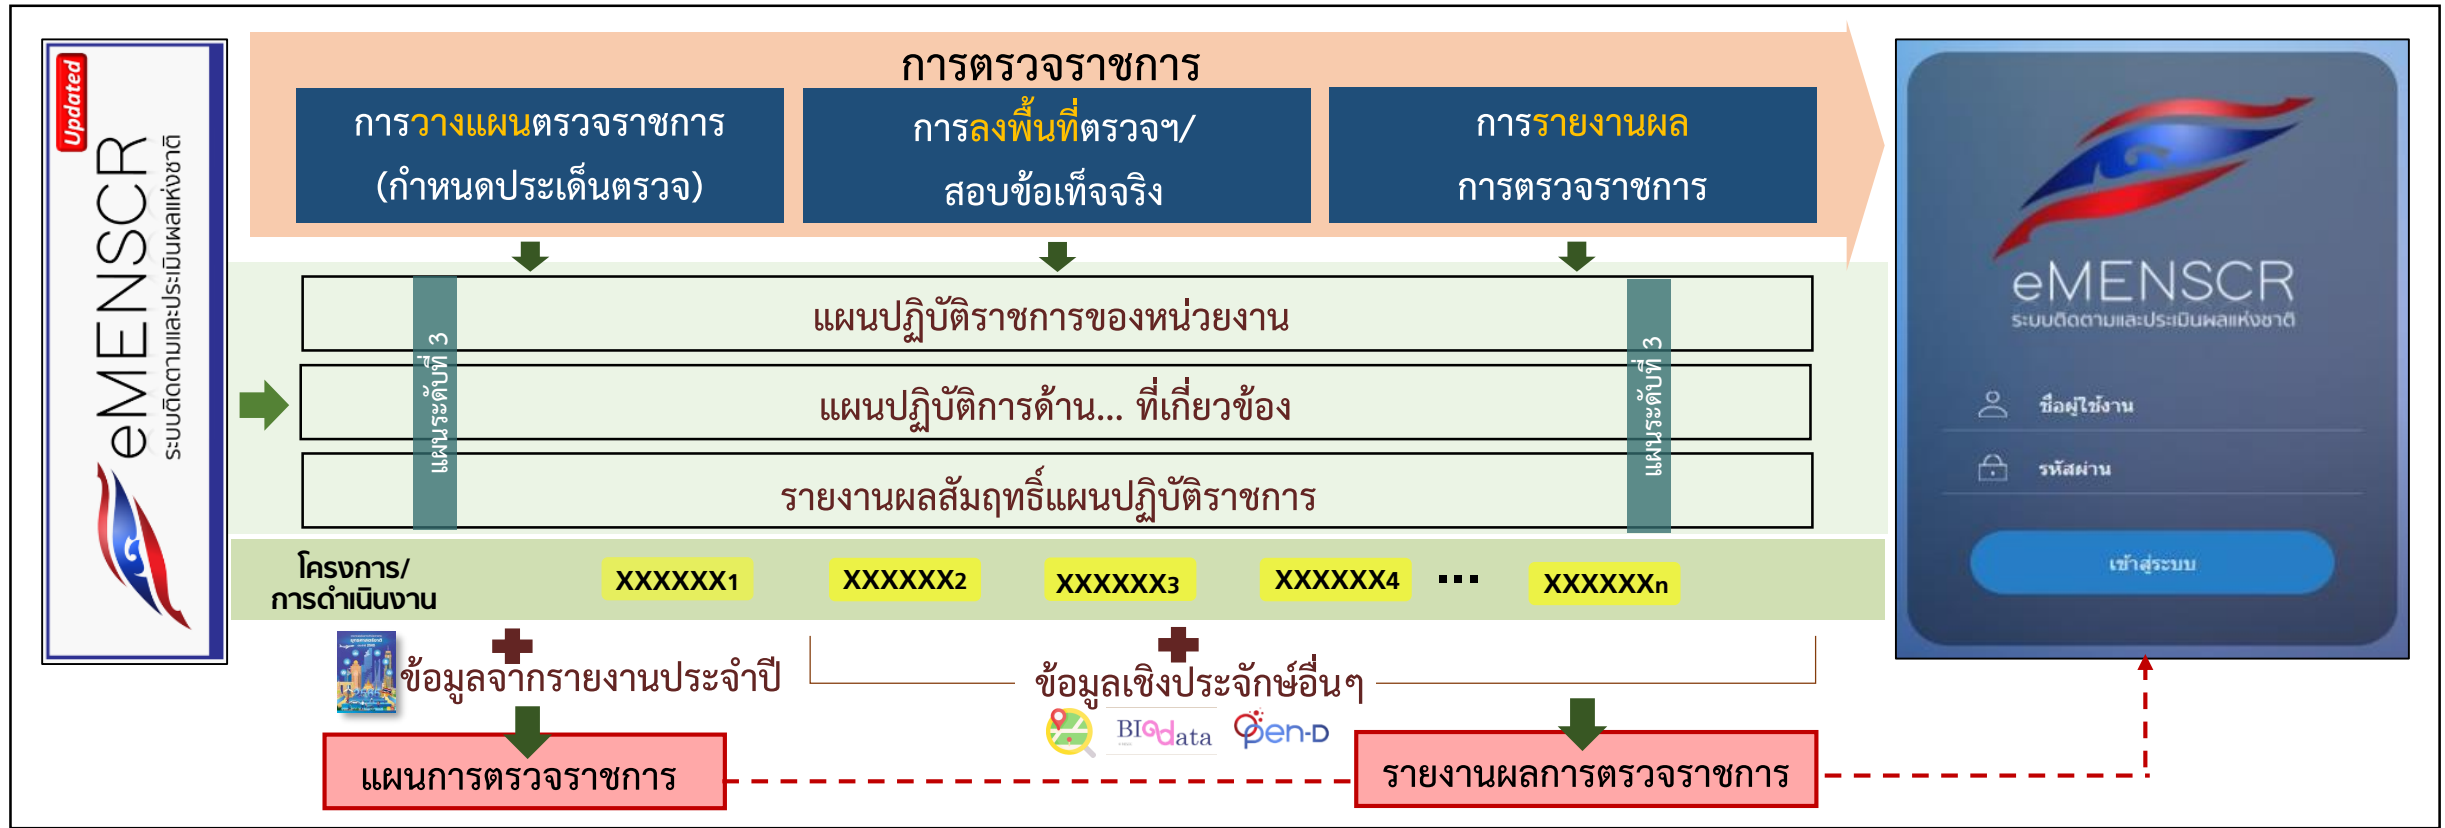 Updated
eMENSCR
ระบบติดตามและประเมินผลแห่งชาติ
การตรวจราชการ
การวางแผนตรวจราชการ
(กำหนดประเด็นตรวจ)
การลงพื้นที่ตรวจฯ/
สอบข้อเท็จจริง
การรายงานผล
การตรวจราชการ
แผนปฏิบัติราชการของหน่วยงาน
แผนปฏิบัติการด้าน... ที่เกี่ยวข้อง
รายงานผลสัมฤทธิ์แผนปฏิบัติราชการ
แผนระดับที่ 3
แผนระดับที่ 3
โครงการ/
การดำเนินงาน
XXXXXX1
XXXXXX2
XXXXXX3
XXXXXX4
...
XXXXXXn
ข้อมูลจากรายงานประจำปี
ข้อมูลเชิงประจักษ์อื่นๆ
BIGdata
Open-D
แผนการตรวจราชการ
รายงานผลการตรวจราชการ
eMENSCR
ระบบติดตามและประเมินผลแห่งชาติ
ชื่อผู้ใช้งาน
รหัสผ่าน
เข้าสู่ระบบ